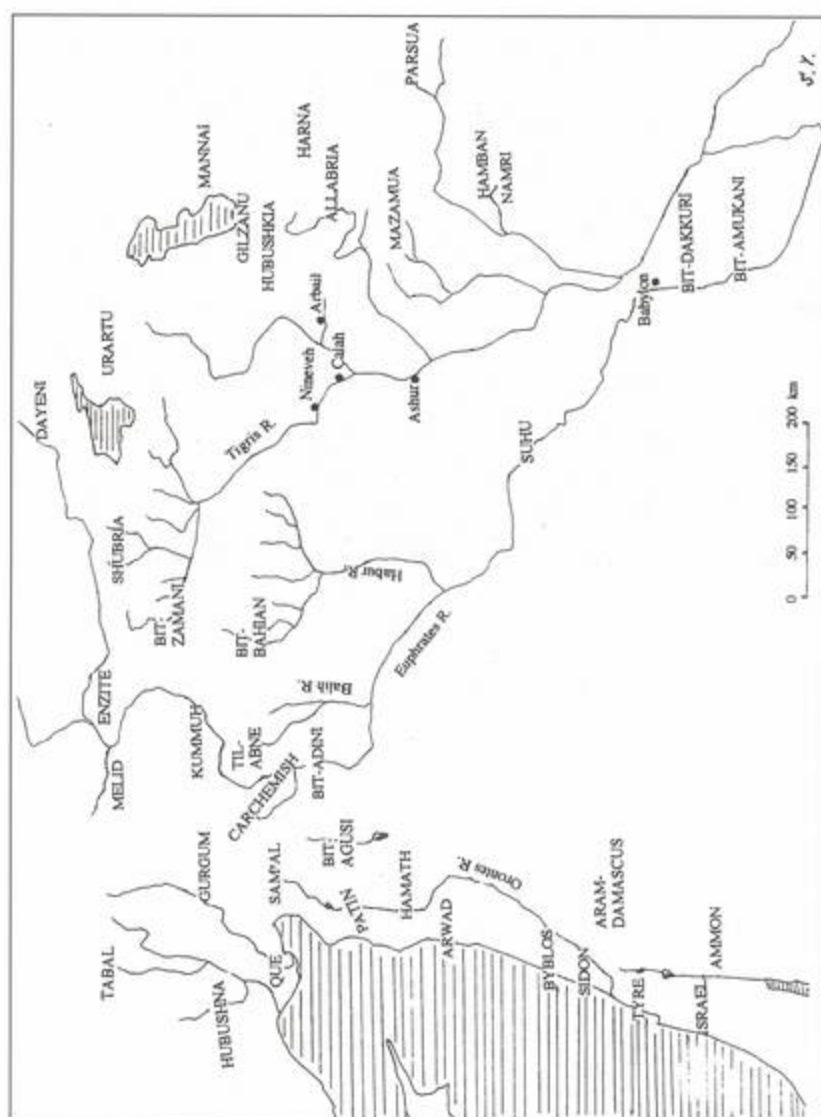 TABAL
HUBUSHNA
QUE
GURGUM
SAM'AL
PATIN
HAMATH
ARWAD
Orontes R.
BYBLOS
SIDON
ARAM-
DAMASCUS
TYRE
ISRAEL
AMMON
BIT-
AGUSI
MELID
ENZITE
KUMMUH
CARCHEMISH
TIL-
ABNE
BIT-ADINI
Balih R.
Euphrates R.
BIT-
BAHIAN
Habur R.
BIT-
ZAMANI
SHUBRIA
DAYENI
URARTU
Tigris R.
Nineveh
Calah
Arbail
Ashur
SUHU
MANNAI
GILZANU
HUBUSHKIA
HARNA
ALLABRIA
MAZAMUA
PARSUA
HAMBAN
NAMRI
Babylon
BIT-DAKKURI
BIT-AMUKANI
0 50 100 150 200 km